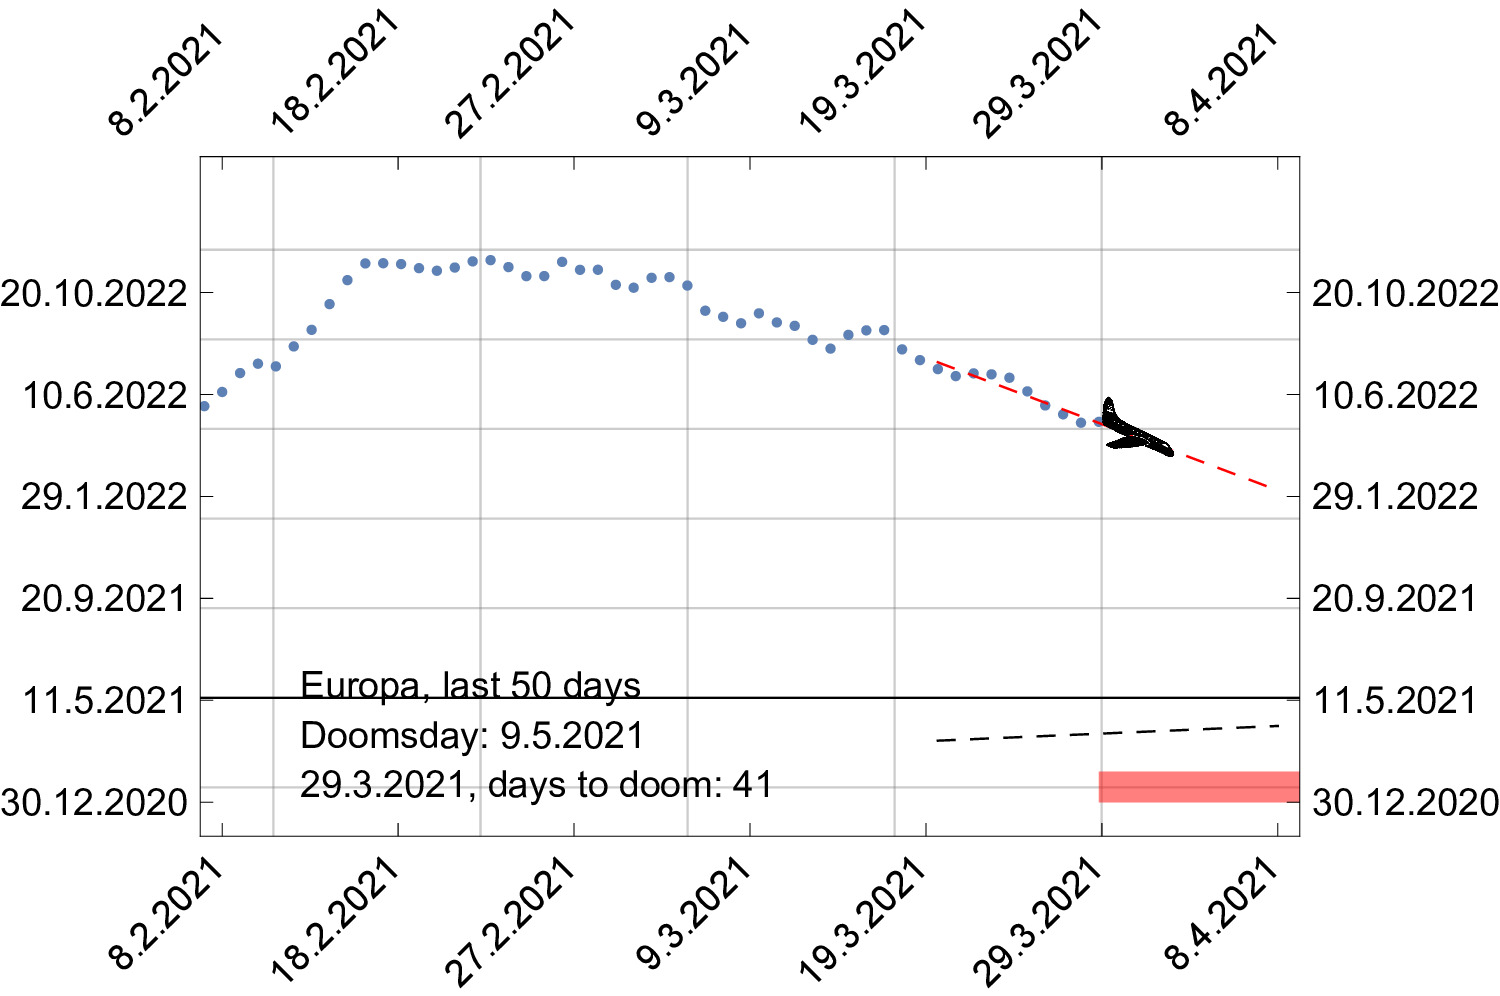 8.2.2021 18.2.2021 27.2.2021 9.3.2021 19.3.2021 29.3.2021 8.4.2021
20.10.2022 20.10.2022
10.6.2022 10.6.2022
29.1.2022 29.1.2022
20.9.2021 20.9.2021
Europa, last 50 days
11.5.2021 11.5.2021
Doomsday: 9.5.2021
29.3.2021, days to doom: 41
30.12.2020 30.12.2020
8.2.2021 18.2.2021 27.2.2021 9.3.2021 19.3.2021 29.3.2021 8.4.2021